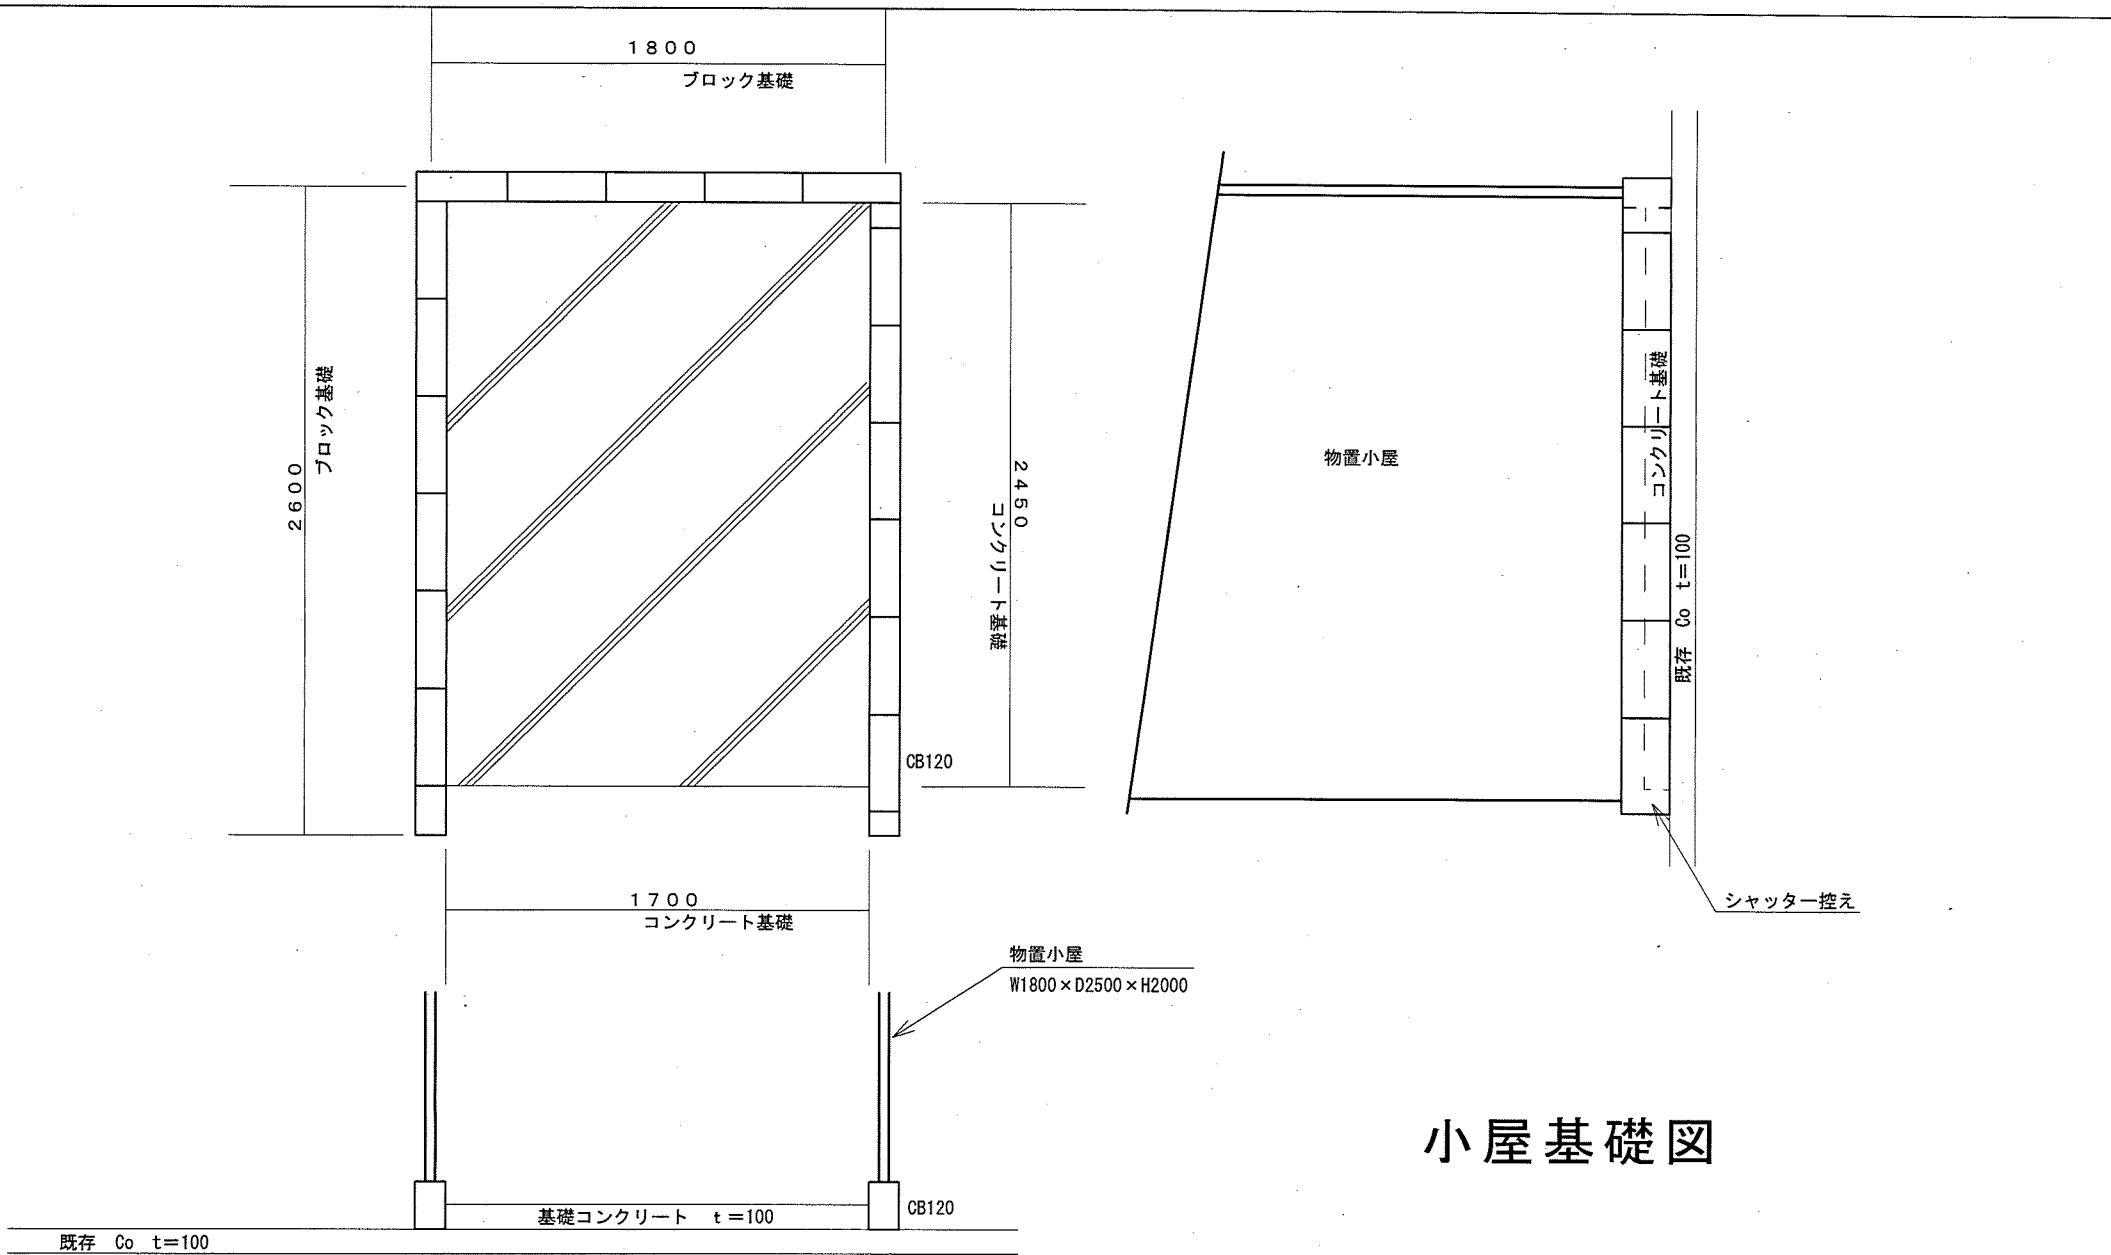 1800
ブロック基礎
2600
ブロック基礎
2450
コンクリート基礎
CB120
1700
コンクリート基礎
物置小屋
コンクリート基礎
既存 Co t=100
シャッター控え
物置小屋
W1800×D2500×H2000
基礎コンクリート t=100
CB120
既存 Co t=100
小屋基礎図